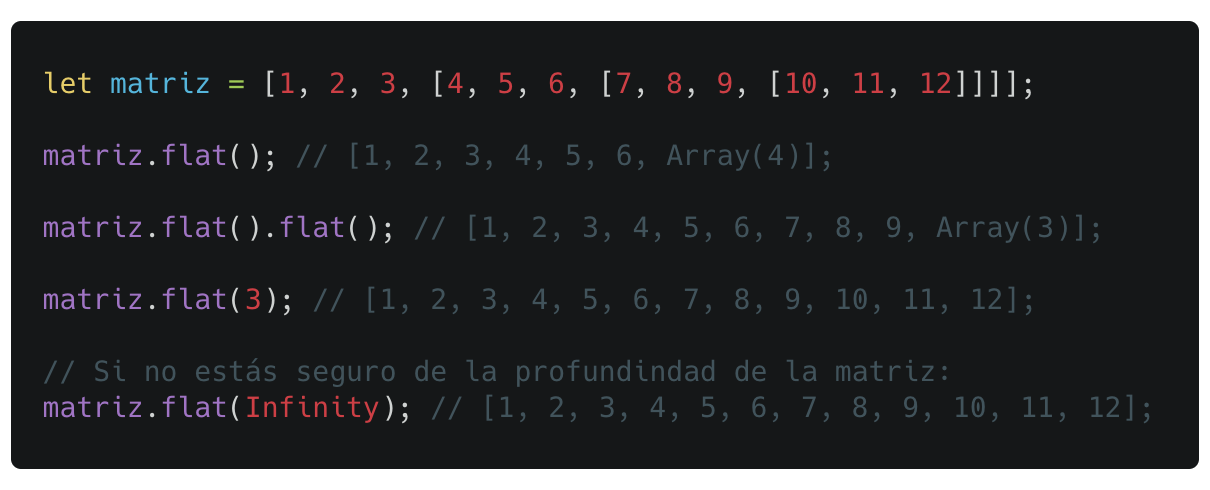 let matriz = [1, 2, 3, [4, 5, 6, [7, 8, 9, [10, 11, 12]]]];
matriz.flat(); // [1, 2, 3, 4, 5, 6, Array(4)];
matriz.flat().flat(); // [1, 2, 3, 4, 5, 6, 7, 8, 9, Array(3)];
matriz.flat(3); // [1, 2, 3, 4, 5, 6, 7, 8, 9, 10, 11, 12];
// Si no estás seguro de la profundindad de la matriz:
matriz.flat(Infinity); // [1, 2, 3, 4, 5, 6, 7, 8, 9, 10, 11, 12];